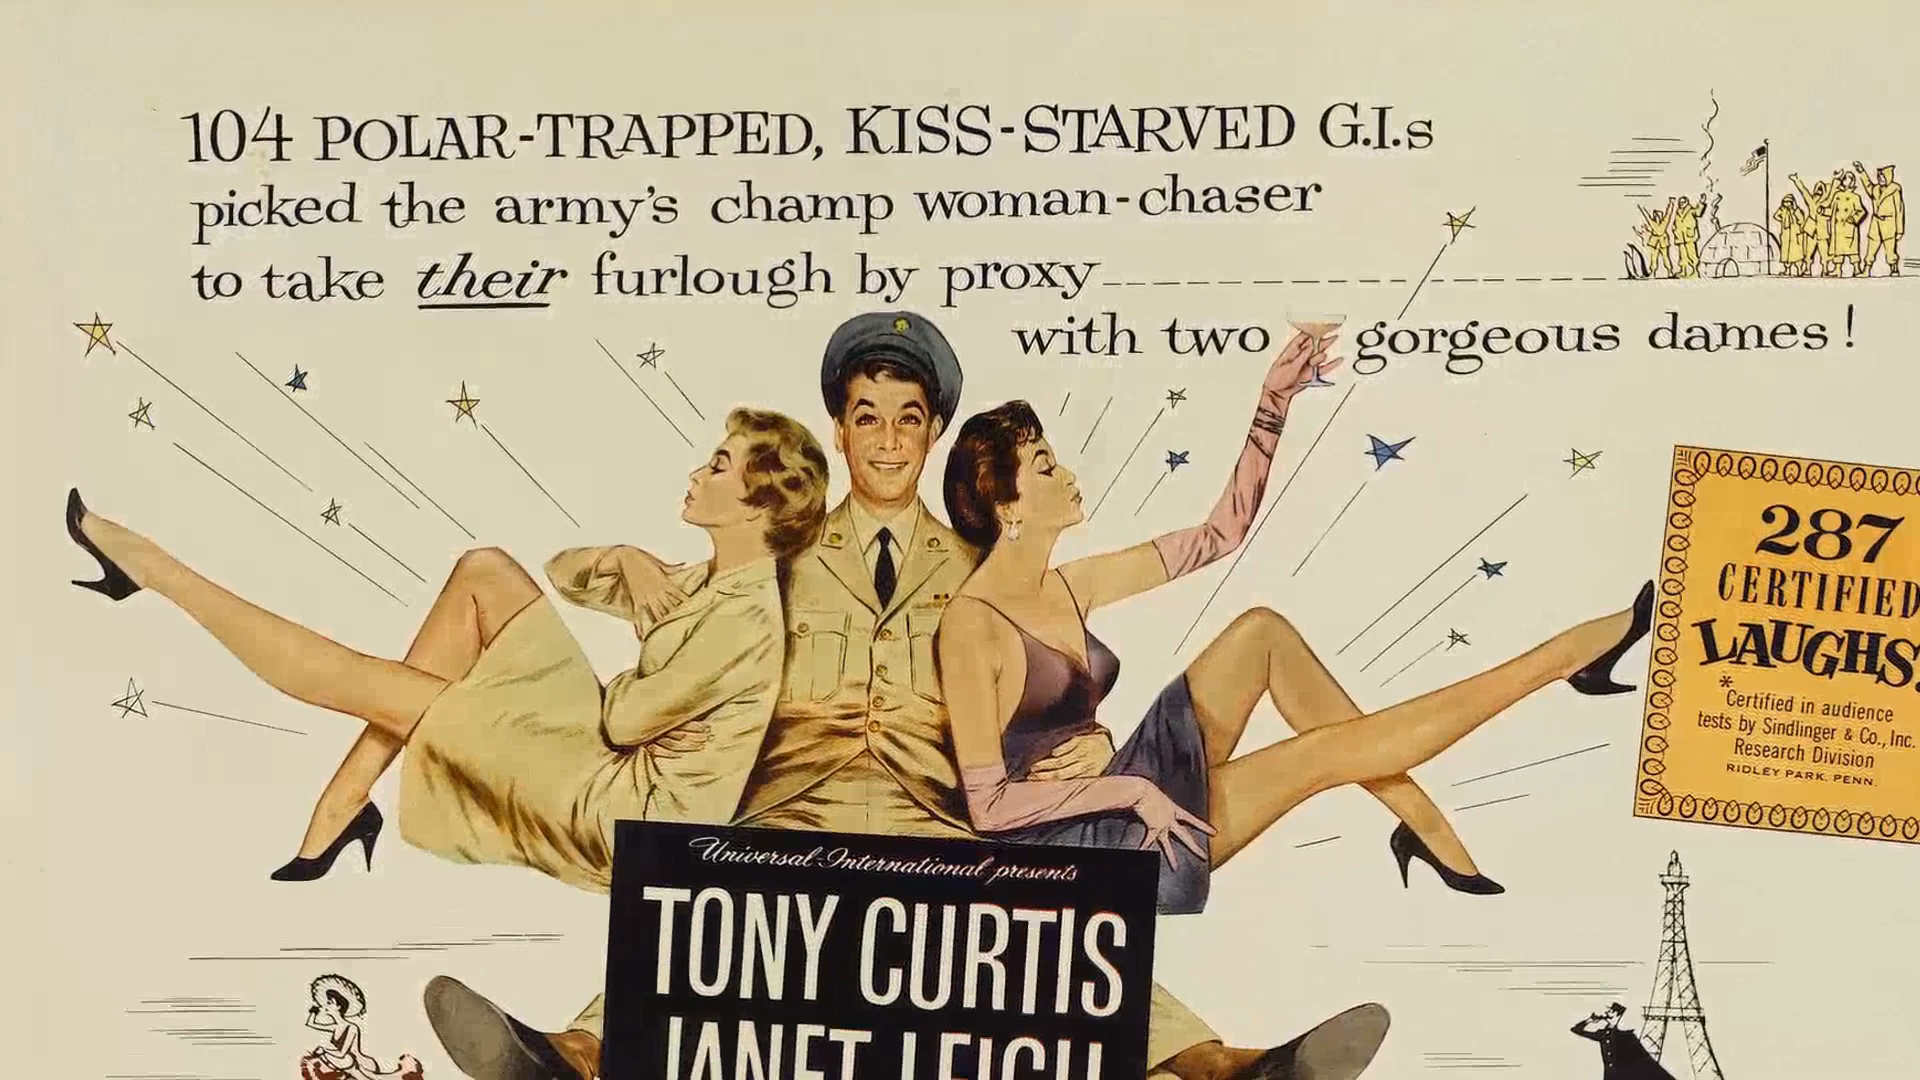 104 POLAR-TRAPPED, KISS-STARVED G.I.s
picked the army's champ woman-chaser
to take their furlough by proxy
with two gorgeous dames!
287
CERTIFIED
LAUGHS!
*Certified in audience
tests by Sindlinger & Co., Inc.
Research Division
RIDLEY PARK, PENN.
Universal-International presents
TONY CURTIS
JANET LEIGH